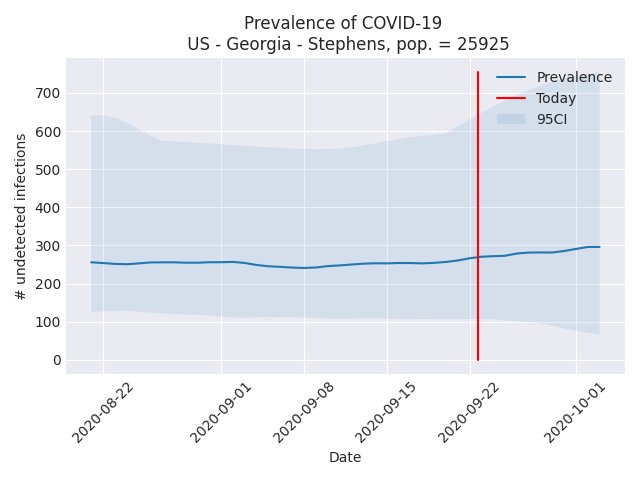 Prevalence of COVID-19
US - Georgia - Stephens, pop. = 25925
Prevalence
Today
95CI
# undetected infections
700
600
500
400
300
200
100
0
2020-08-22
2020-09-01
2020-09-08
2020-09-15
2020-09-22
2020-10-01
Date